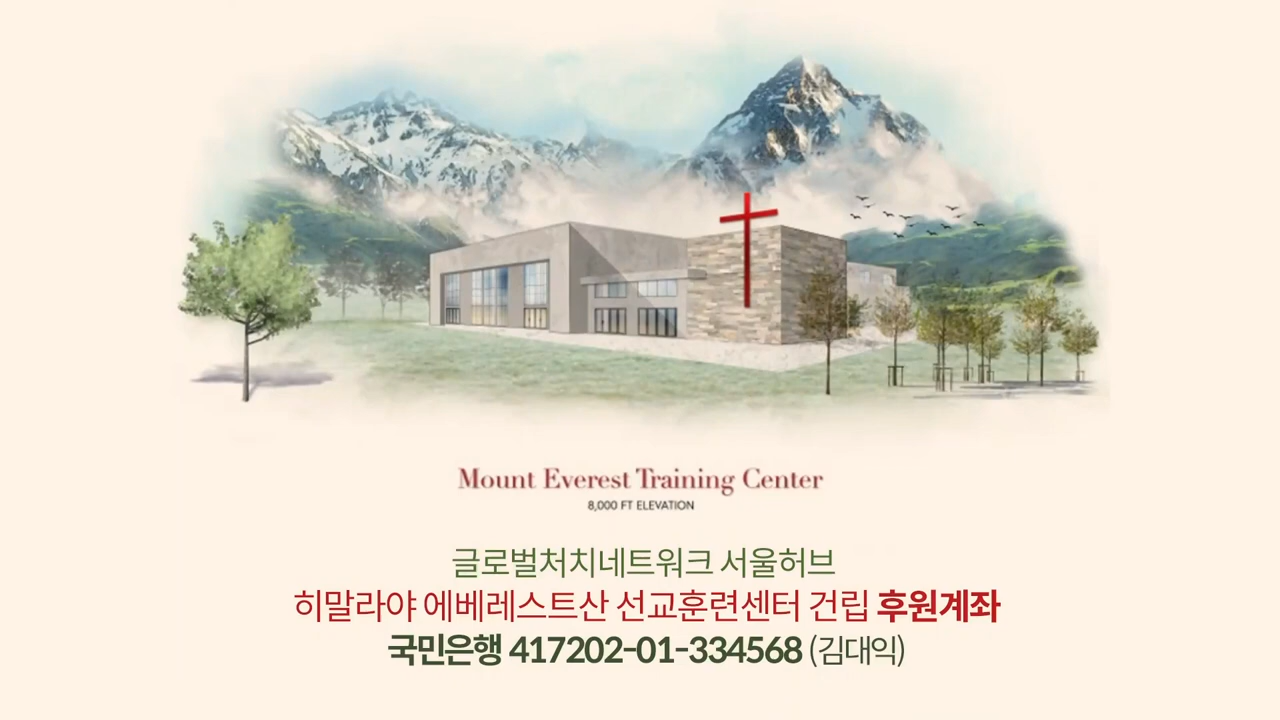 Mount Everest Training Center
8,000 FT ELEVATION
글로벌처치네트워크 서울허브
히말라야 에베레스트산 선교훈련센터 건립 후원계좌
국민은행 417202-01-334568 (김대익)